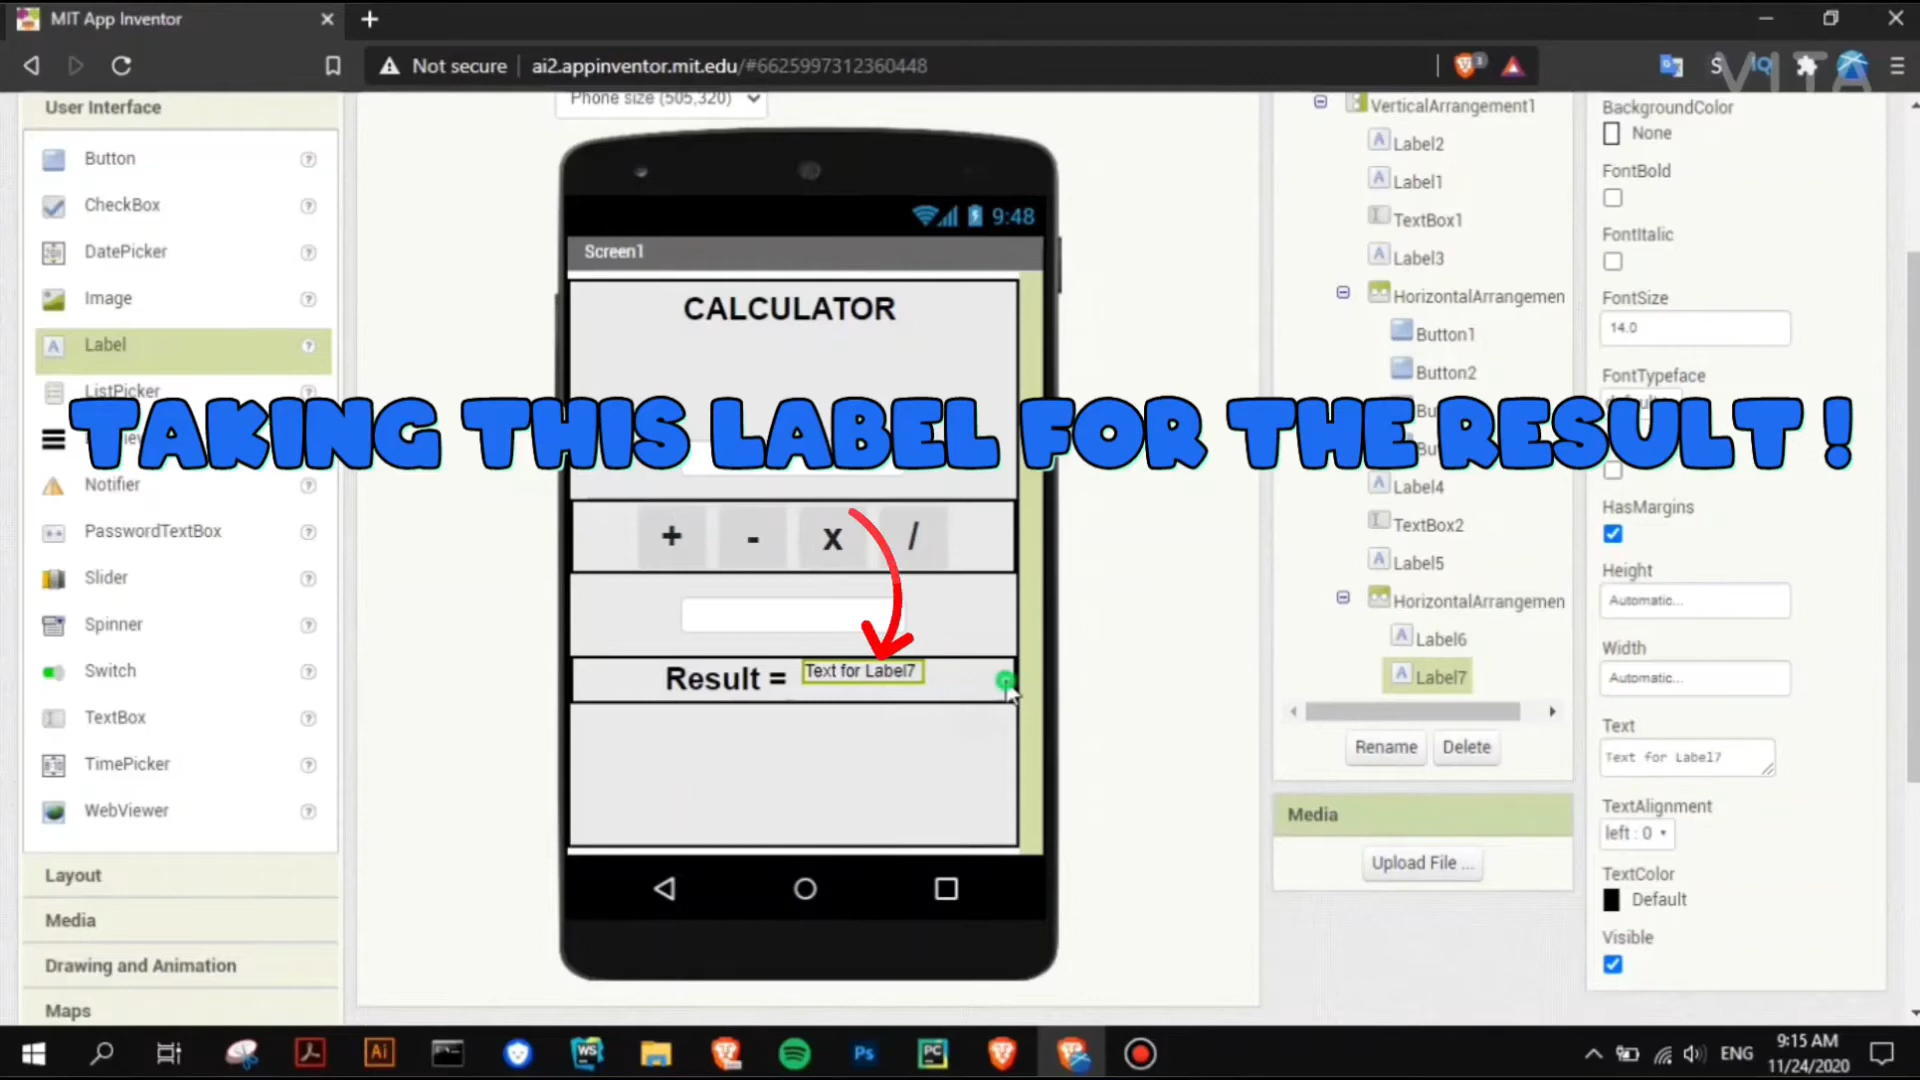 MIT App Inventor
Not secure
ai2.appinventor.mit.edu/#6625997312360448
VITA
User Interface
Button
CheckBox
DatePicker
Image
Label
ListPicker
Notifier
PasswordTextBox
Slider
Spinner
Switch
TextBox
TimePicker
WebViewer
Layout
Media
Drawing and Animation
Maps
Phone size (505,320)
9:48
Screen1
CALCULATOR
TAKING THIS LABEL FOR THE RESULT !
+
-
x
/
Result =
Text for Label7
VerticalArrangement1
Label2
Label1
TextBox1
Label3
HorizontalArrangemen
Button1
Button2
Label4
TextBox2
Label5
HorizontalArrangemen
Label6
Label7
Rename
Delete
Media
Upload File ...
BackgroundColor
None
FontBold
FontItalic
FontSize
14.0
FontTypeface
HasMargins
Height
Automatic...
Width
Automatic...
Text
Text for Label7
TextAlignment
left : 0
TextColor
Default
Visible
ENG
9:15 AM
11/24/2020